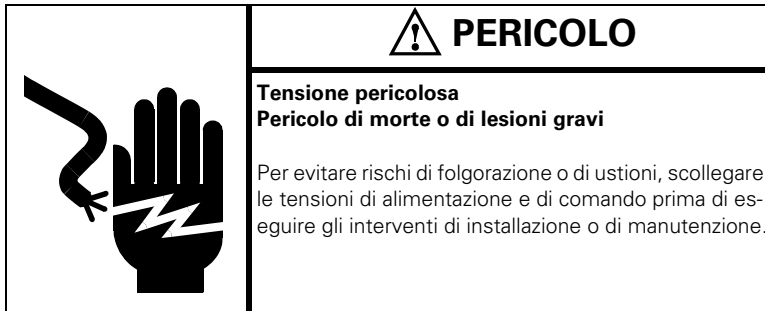 PERICOLO
Tensione pericolosa
Pericolo di morte o di lesioni gravi
Per evitare rischi di folgorazione o di ustioni, scollegare
le tensioni di alimentazione e di comando prima di es-
eguire gli interventi di installazione o di manutenzione.